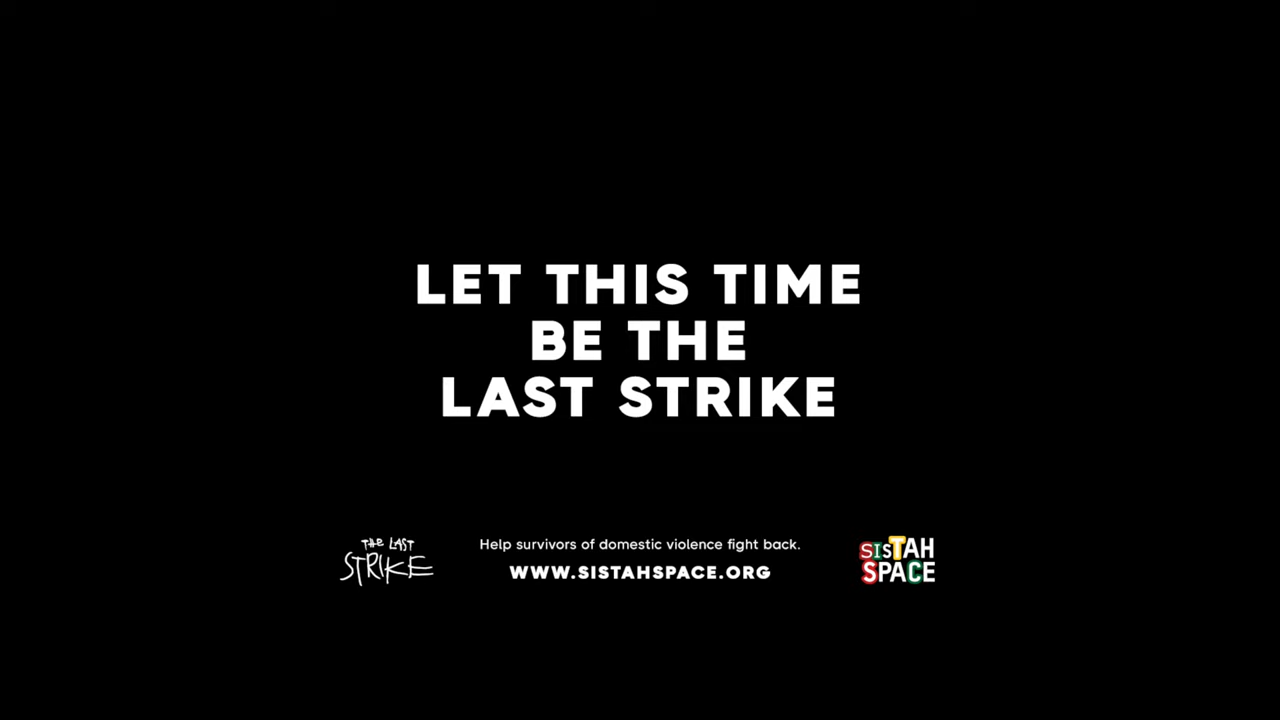 LET THIS TIME
BE THE
LAST STRIKE
THE LAST
STRIKE
Help survivors of domestic violence fight back.
WWW.SISTAHSPACE.ORG
SISTAH
SPACE